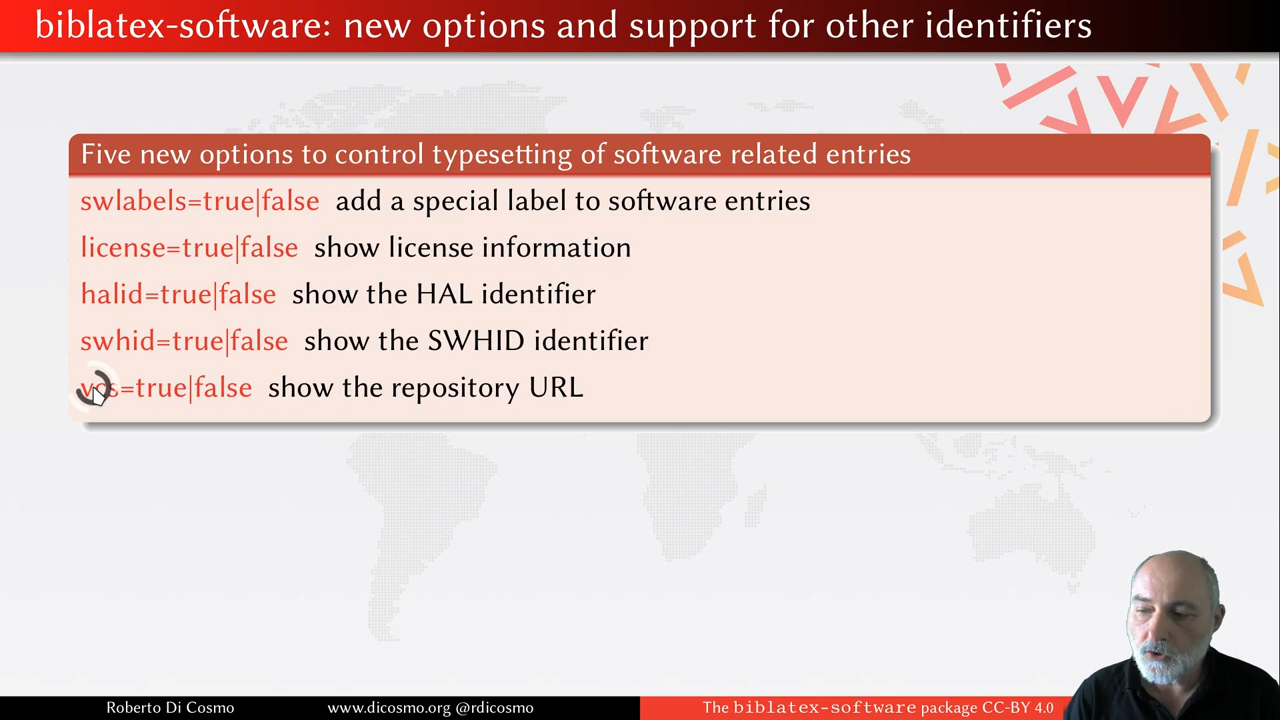 biblatex-software: new options and support for other identifiers
Five new options to control typesetting of software related entries
swlabels=true|false add a special label to software entries
license=true|false show license information
halid=true|false show the HAL identifier
swhid=true|false show the SWHID identifier
vcs=true|false show the repository URL
Roberto Di Cosmo www.dicosmo.org @rdicosmo The biblatex-software package CC-BY 4.0